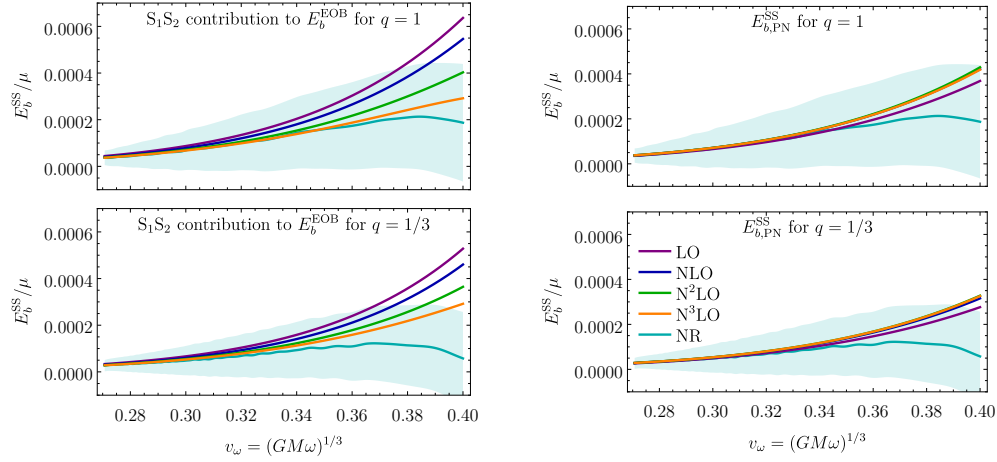 S₁S₂ contribution to E_b^EOB for q = 1
0.0006
0.0004
0.0002
0.0000
E_b^SS/μ
E_b,PN^SS for q = 1
0.0006
0.0004
0.0002
0.0000
E_b^SS/μ
S₁S₂ contribution to E_b^EOB for q = 1/3
0.0006
0.0004
0.0002
0.0000
E_b^SS/μ
0.28 0.30 0.32 0.34 0.36 0.38 0.40
v_ω = (GMω)^1/3
E_b,PN^SS for q = 1/3
LO
NLO
N²LO
N³LO
NR
0.0006
0.0004
0.0002
0.0000
E_b^SS/μ
0.28 0.30 0.32 0.34 0.36 0.38 0.40
v_ω = (GMω)^1/3